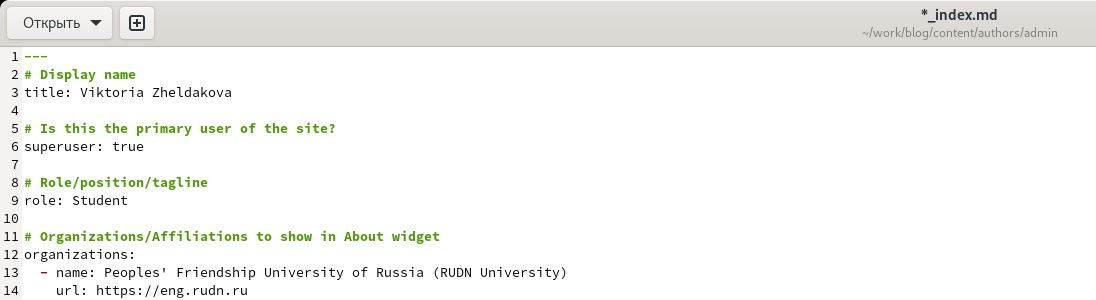 Открыть
*_index.md
~/work/blog/content/authors/admin
1 ---
2 # Display name
3 title: Viktoria Zheldakova
4
5 # Is this the primary user of the site?
6 superuser: true
7
8 # Role/position/tagline
9 role: Student
10
11 # Organizations/Affiliations to show in About widget
12 organizations:
13   - name: Peoples' Friendship University of Russia (RUDN University)
14     url: https://eng.rudn.ru